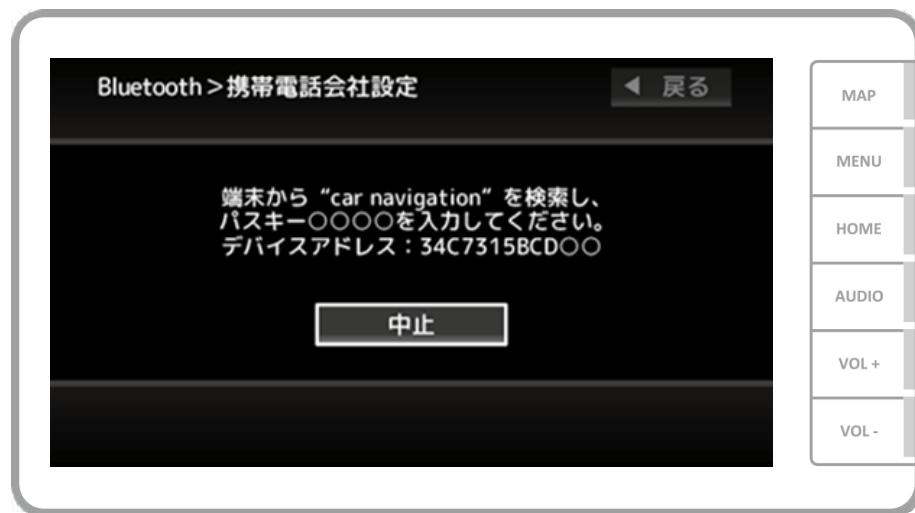 Bluetooth>携帯電話会社設定
◀ 戻る
端末から “car navigation” を検索し、
パスキー○○○○を入力してください。
デバイスアドレス：34C7315BCD○○
中止
MAP
MENU
HOME
AUDIO
VOL +
VOL -